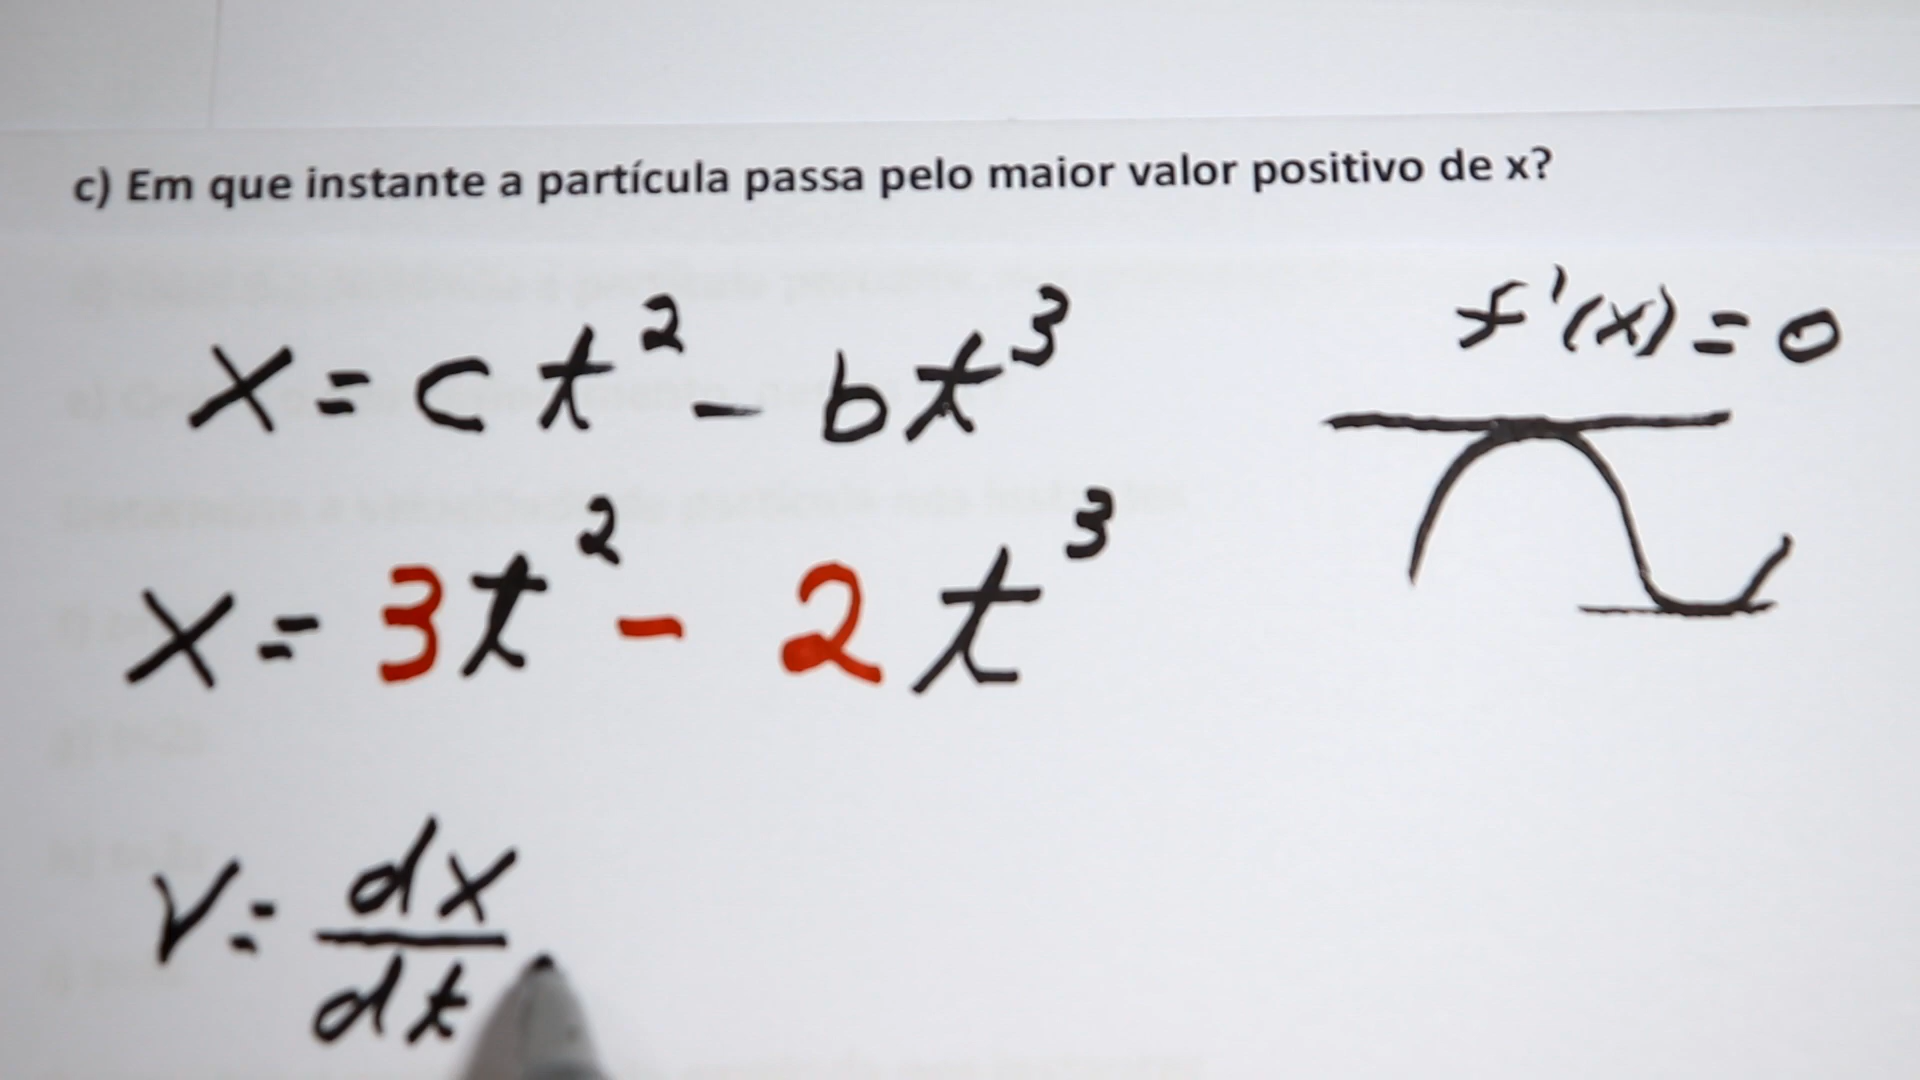 c) Em que instante a partícula passa pelo maior valor positivo de x?
x = ct² - bt³
f'(x) = 0
x = 3t² - 2t³
v = dx/dt